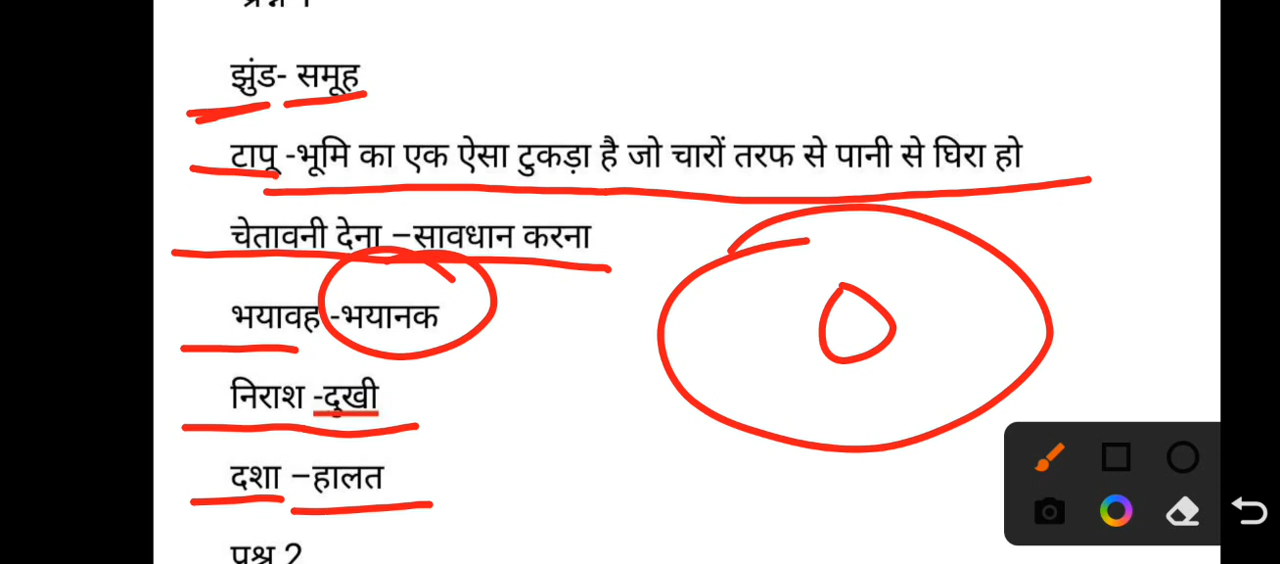 झुंड- समूह
टापू -भूमि का एक ऐसा टुकड़ा है जो चारों तरफ से पानी से घिरा हो
चेतावनी देना –सावधान करना
भयावह -भयानक
निराश -दुखी
दशा –हालत
प्रश्न 2